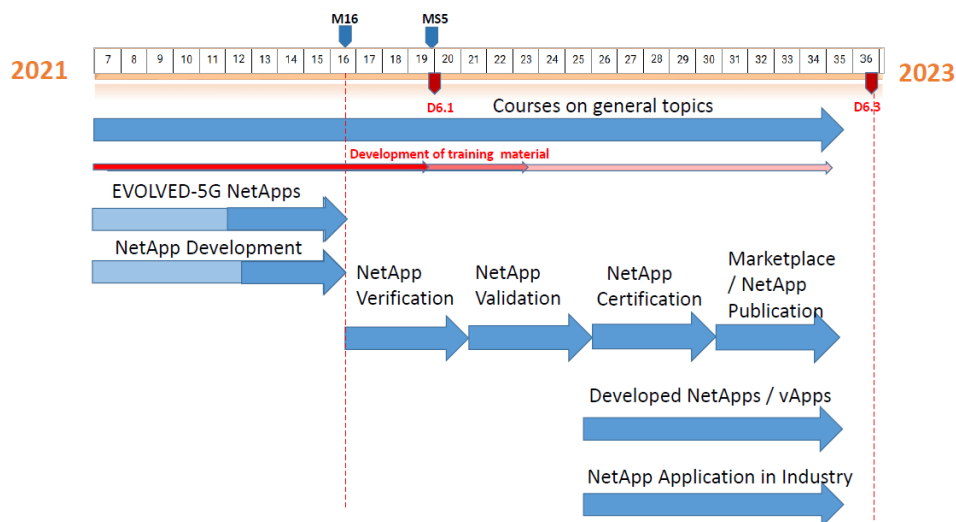 M16 MS5
2021 7 8 9 10 11 12 13 14 15 16 17 18 19 20 21 22 23 24 25 26 27 28 29 30 31 32 33 34 35 36 2023
D6.1 D6.3
Courses on general topics
Development of training material
EVOLVED-5G NetApps
NetApp Development
NetApp
Verification
NetApp
Validation
NetApp
Certification
Marketplace
/ NetApp
Publication
Developed NetApps / vApps
NetApp Application in Industry